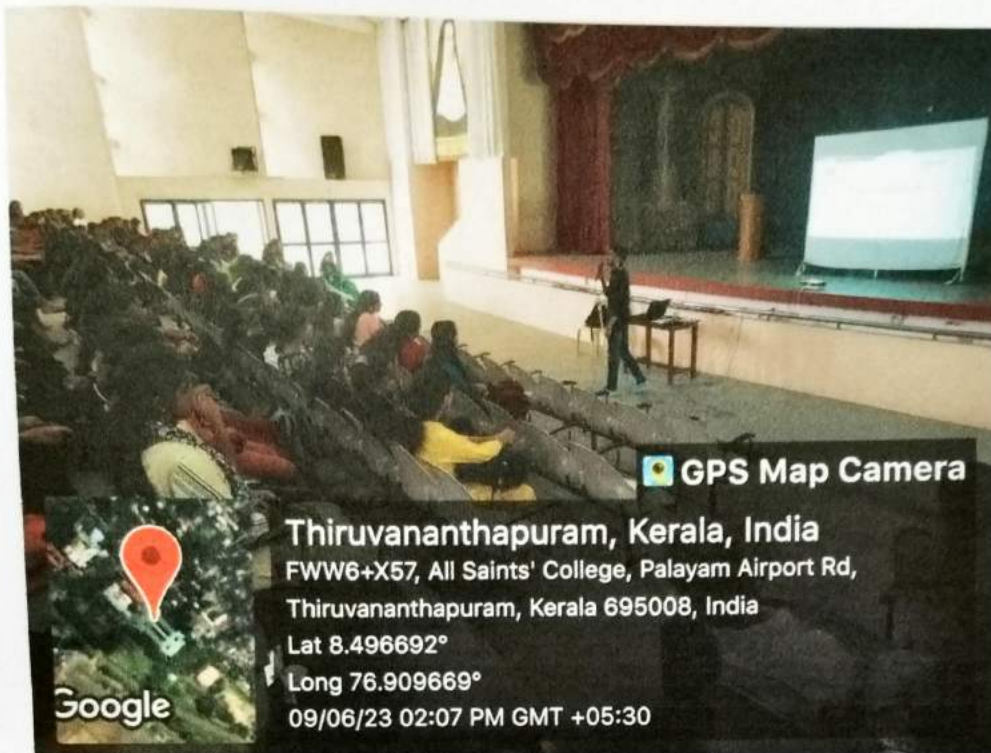 GPS Map Camera
Thiruvananthapuram, Kerala, India
FWW6+X57, All Saints' College, Palayam Airport Rd,
Thiruvananthapuram, Kerala 695008, India
Lat 8.496692°
Long 76.909669°
09/06/23 02:07 PM GMT +05:30
Google